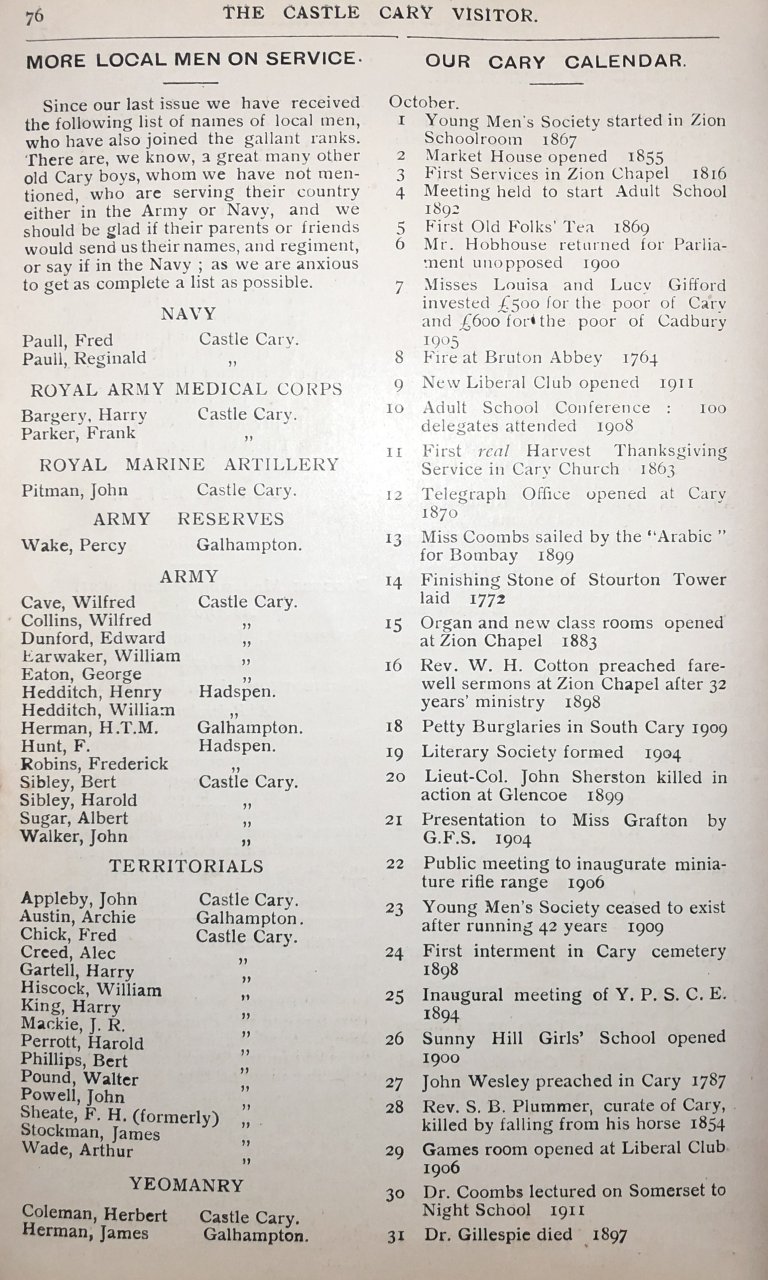 76
THE CASTLE CARY VISITOR.
MORE LOCAL MEN ON SERVICE.
Since our last issue we have received
the following list of names of local men,
who have also joined the gallant ranks.
There are, we know, a great many other
old Cary boys, whom we have not men-
tioned, who are serving their country
either in the Army or Navy, and we
should be glad if their parents or friends
would send us their names, and regiment,
or say if in the Navy ; as we are anxious
to get as complete a list as possible.
NAVY
Paull, Fred Castle Cary.
Paull, Reginald ,,
ROYAL ARMY MEDICAL CORPS
Bargery, Harry Castle Cary.
Parker, Frank ,,
ROYAL MARINE ARTILLERY
Pitman, John Castle Cary.
ARMY RESERVES
Wake, Percy Galhampton.
ARMY
Cave, Wilfred Castle Cary.
Collins, Wilfred ,,
Dunford, Edward ,,
Earwaker, William ,,
Eaton, George ,,
Hedditch, Henry Hadspen.
Hedditch, William ,,
Herman, H.T.M. Galhampton.
Hunt, F. Hadspen.
Robins, Frederick ,,
Sibley, Bert Castle Cary.
Sibley, Harold ,,
Sugar, Albert ,,
Walker, John ,,
TERRITORIALS
Appleby, John Castle Cary.
Austin, Archie Galhampton.
Chick, Fred Castle Cary.
Creed, Alec ,,
Gartell, Harry ,,
Hiscock, William ,,
King, Harry ,,
Mackie, J. R. ,,
Perrott, Harold ,,
Phillips, Bert ,,
Pound, Walter ,,
Powell, John ,,
Sheate, F. H. (formerly) ,,
Stockman, James ,,
Wade, Arthur ,,
YEOMANRY
Coleman, Herbert Castle Cary.
Herman, James Galhampton.
OUR CARY CALENDAR.
October.
1 Young Men's Society started in Zion
Schoolroom 1867
2 Market House opened 1855
3 First Services in Zion Chapel 1816
4 Meeting held to start Adult School
1892
5 First Old Folks' Tea 1869
6 Mr. Hobhouse returned for Parlia-
ment unopposed 1900
7 Misses Louisa and Lucy Gifford
invested £500 for the poor of Cary
and £600 for the poor of Cadbury
1905
8 Fire at Bruton Abbey 1764
9 New Liberal Club opened 1911
10 Adult School Conference : 100
delegates attended 1908
11 First real Harvest Thanksgiving
Service in Cary Church 1863
12 Telegraph Office opened at Cary
1870
13 Miss Coombs sailed by the "Arabic "
for Bombay 1899
14 Finishing Stone of Stourton Tower
laid 1772
15 Organ and new class rooms opened
at Zion Chapel 1883
16 Rev. W. H. Cotton preached fare-
well sermons at Zion Chapel after 32
years' ministry 1898
18 Petty Burglaries in South Cary 1909
19 Literary Society formed 1904
20 Lieut-Col. John Sherston killed in
action at Glencoe 1899
21 Presentation to Miss Grafton by
G.F.S. 1904
22 Public meeting to inaugurate minia-
ture rifle range 1906
23 Young Men's Society ceased to exist
after running 42 years 1909
24 First interment in Cary cemetery
1898
25 Inaugural meeting of Y. P. S. C. E.
1894
26 Sunny Hill Girls' School opened
1900
27 John Wesley preached in Cary 1787
28 Rev. S. B. Plummer, curate of Cary,
killed by falling from his horse 1854
29 Games room opened at Liberal Club
1906
30 Dr. Coombs lectured on Somerset to
Night School 1911
31 Dr. Gillespie died 1897